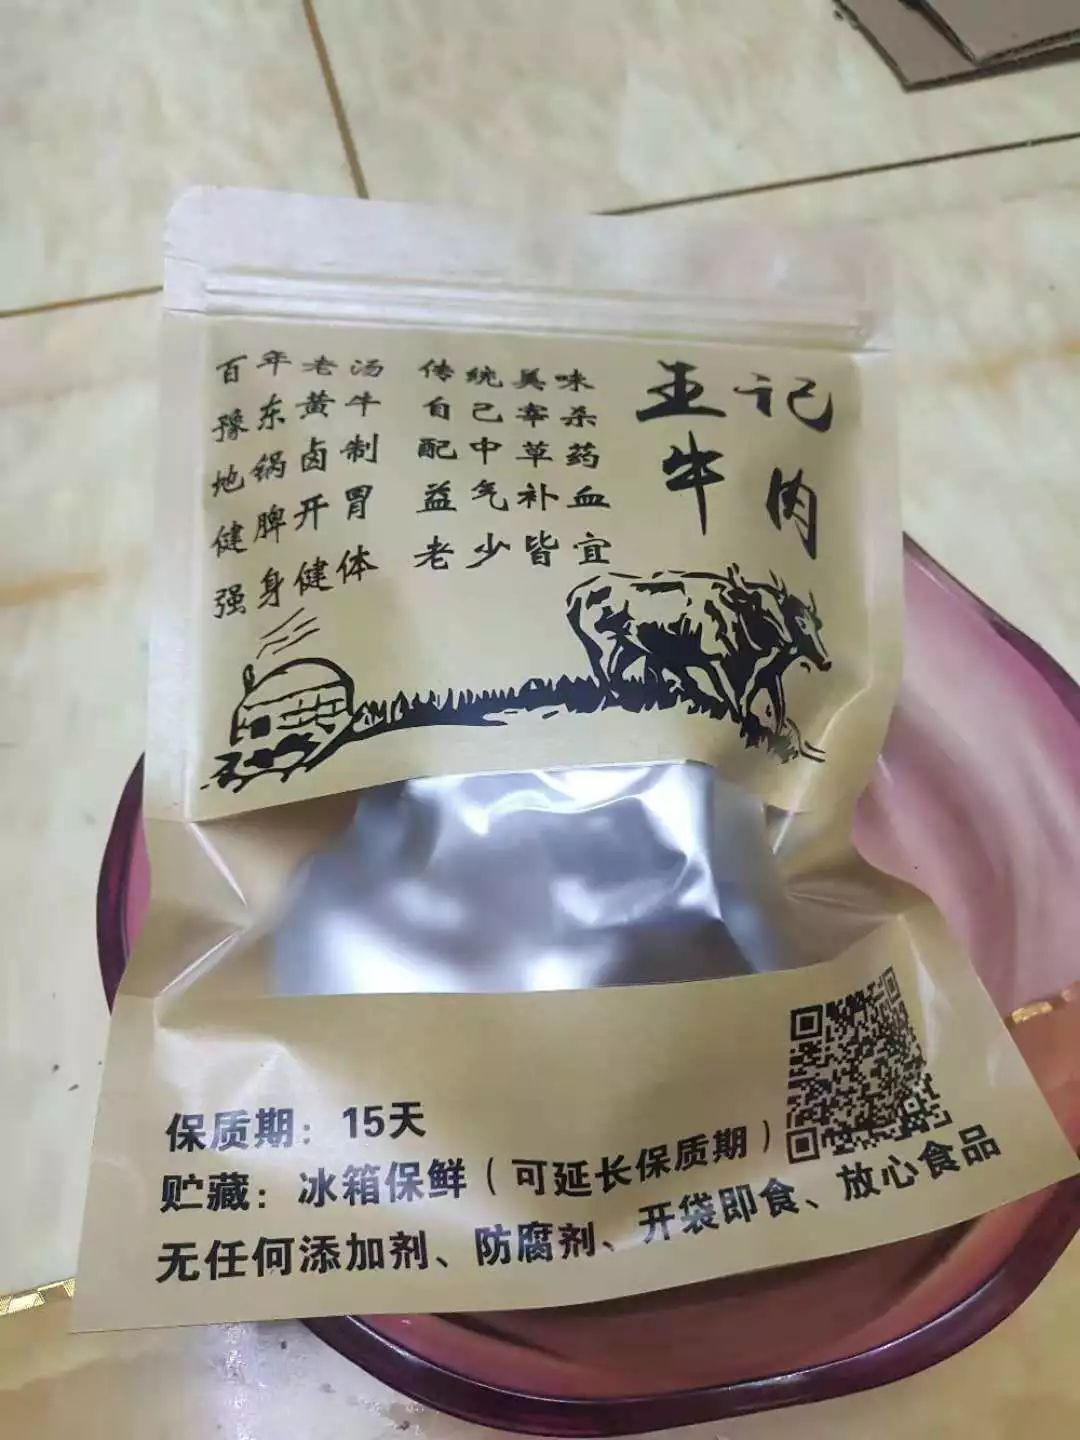 王记
牛肉
百年老汤 传统美味
豫东黄牛 自己宰杀
地锅卤制 配中草药
健脾开胃 益气补血
强身健体 老少皆宜
保质期：15天
贮藏：冰箱保鲜（可延长保质期）
无任何添加剂、防腐剂、开袋即食、放心食品